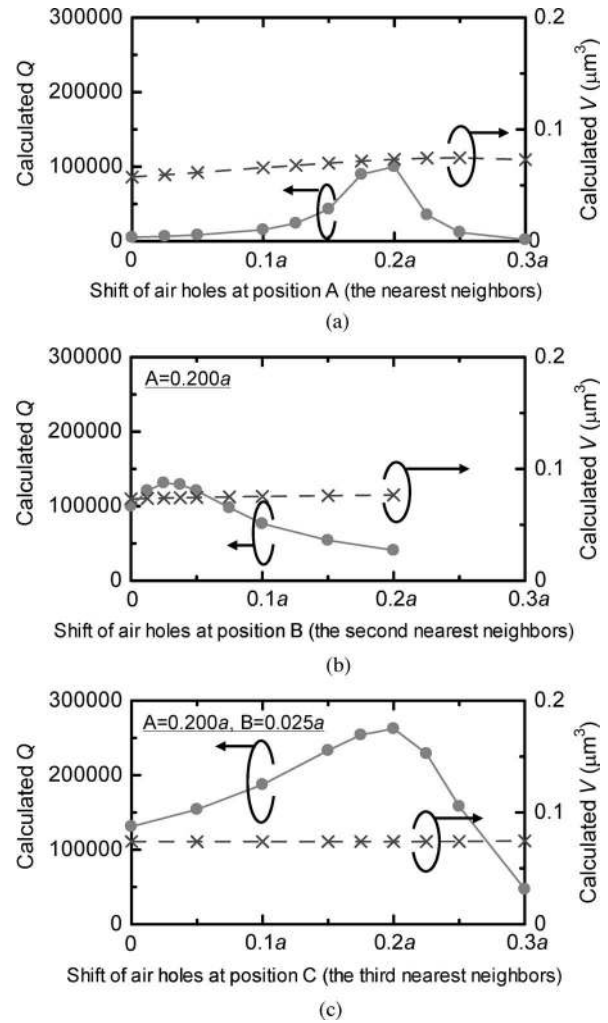 0.2
300000
200000
0.1
100000
0
0
0 0.1a 0.2a 0.3a
Calculated Q
Calculated V (μm³)
Shift of air holes at position A (the nearest neighbors)
(a)
300000
0.2
A=0.200a
200000
0.1
100000
0
0
0 0.1a 0.2a 0.3a
Calculated Q
Calculated V (μm³)
Shift of air holes at position B (the second nearest neighbors)
(b)
300000
0.2
A=0.200a, B=0.025a
200000
0.1
100000
0
0
0 0.1a 0.2a 0.3a
Calculated Q
Calculated V (μm³)
Shift of air holes at position C (the third nearest neighbors)
(c)